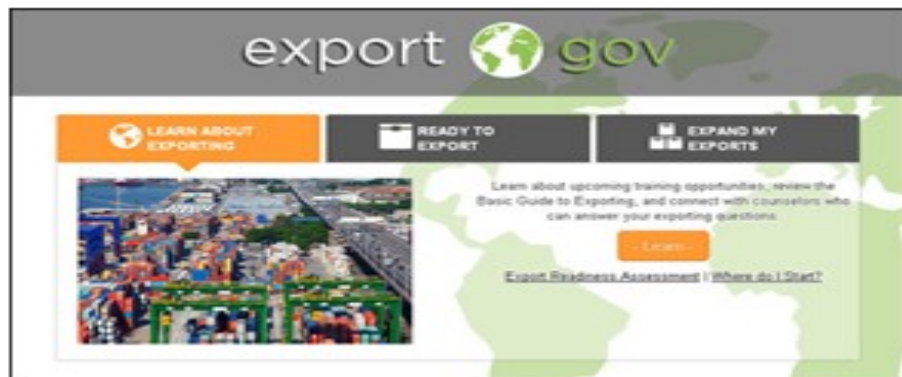 export gov
LEARN ABOUT
EXPORTING
READY TO
EXPORT
EXPAND MY
EXPORTS
Learn about upcoming training opportunities, review the
Basic Guide to Exporting, and connect with counselors who
can answer your exporting questions
- Learn -
Export Readiness Assessment | Where do I Start?